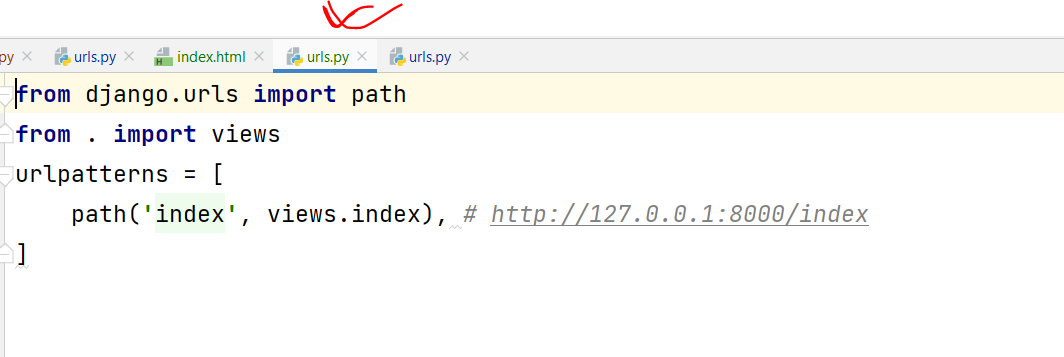 py urls.py index.html urls.py urls.py
from django.urls import path
from . import views
urlpatterns = [
path('index', views.index), # http://127.0.0.1:8000/index
]